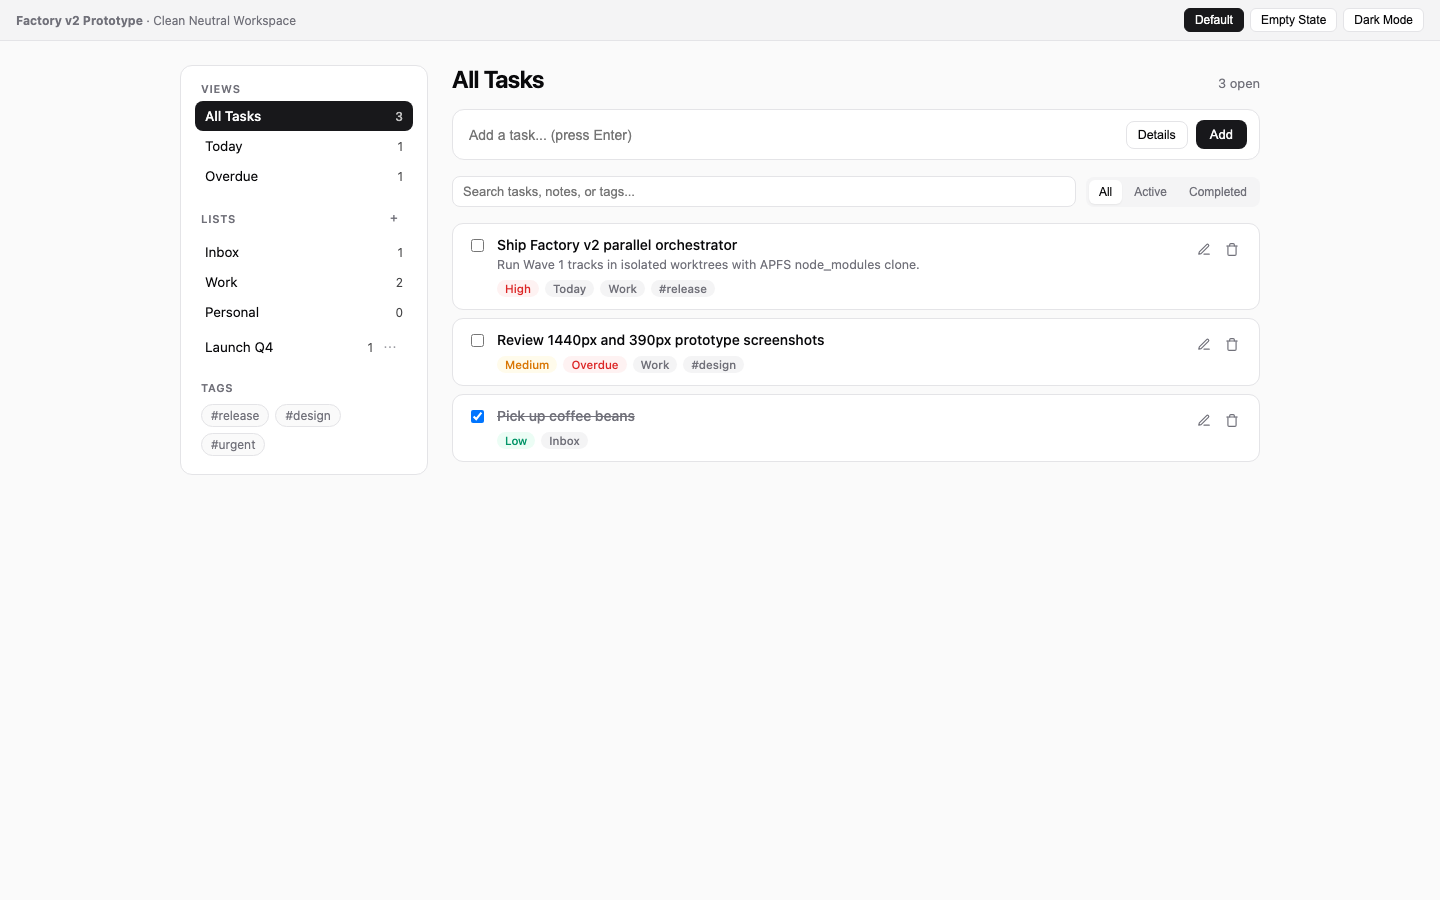 Factory v2 Prototype · Clean Neutral Workspace
Default
Empty State
Dark Mode
VIEWS
All Tasks 3
Today 1
Overdue 1
LISTS +
Inbox 1
Work 2
Personal 0
Launch Q4 1 ···
TAGS
#release #design
#urgent
All Tasks
3 open
Add a task... (press Enter)
Details
Add
Search tasks, notes, or tags...
All Active Completed
Ship Factory v2 parallel orchestrator
Run Wave 1 tracks in isolated worktrees with APFS node_modules clone.
High Today Work #release
Review 1440px and 390px prototype screenshots
Medium Overdue Work #design
Pick up coffee beans
Low Inbox